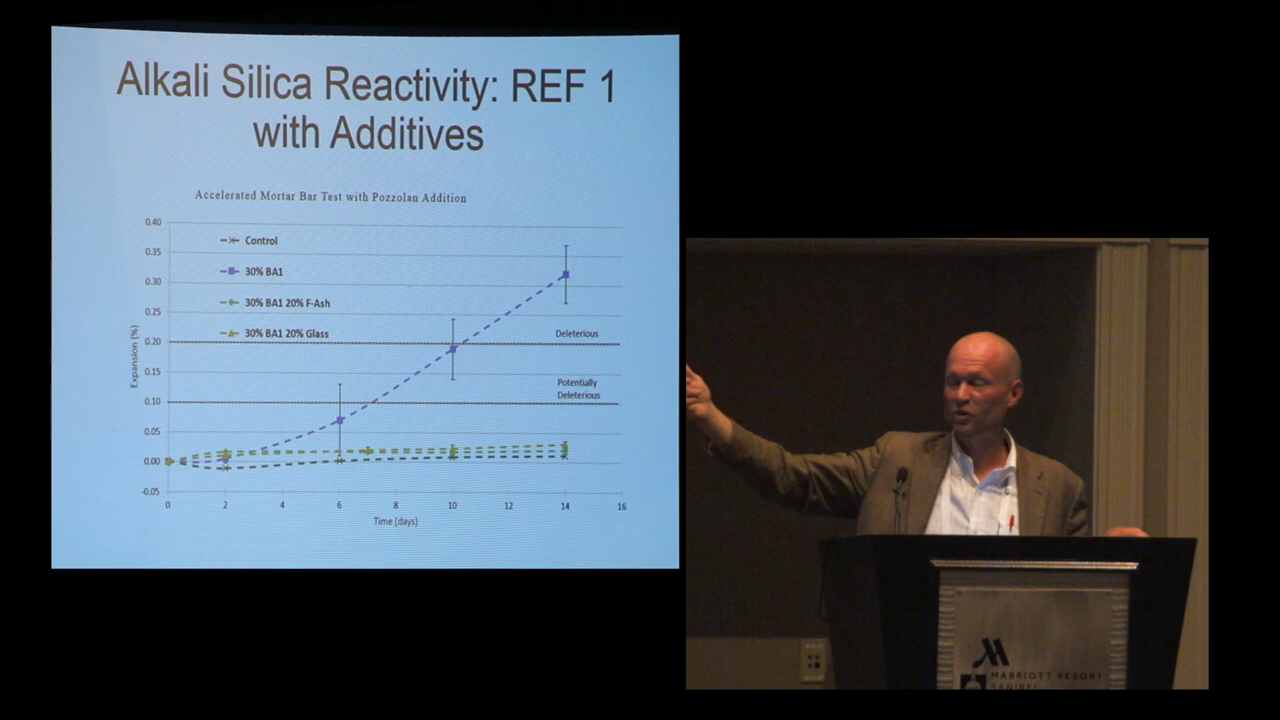 Alkali Silica Reactivity: REF 1
with Additives
Accelerated Mortar Bar Test with Pozzolan Addition
0.40
0.35
0.30
0.25
0.20
0.15
0.10
0.05
0.00
-0.05
Expansion (%)
Control
30% BA1
30% BA1 20% F-Ash
30% BA1 20% Glass
Deleterious
Potentially
Deleterious
0 2 4 6 8 10 12 14 16
Time (days)
MARRIOTT RESORT
SANIBEL